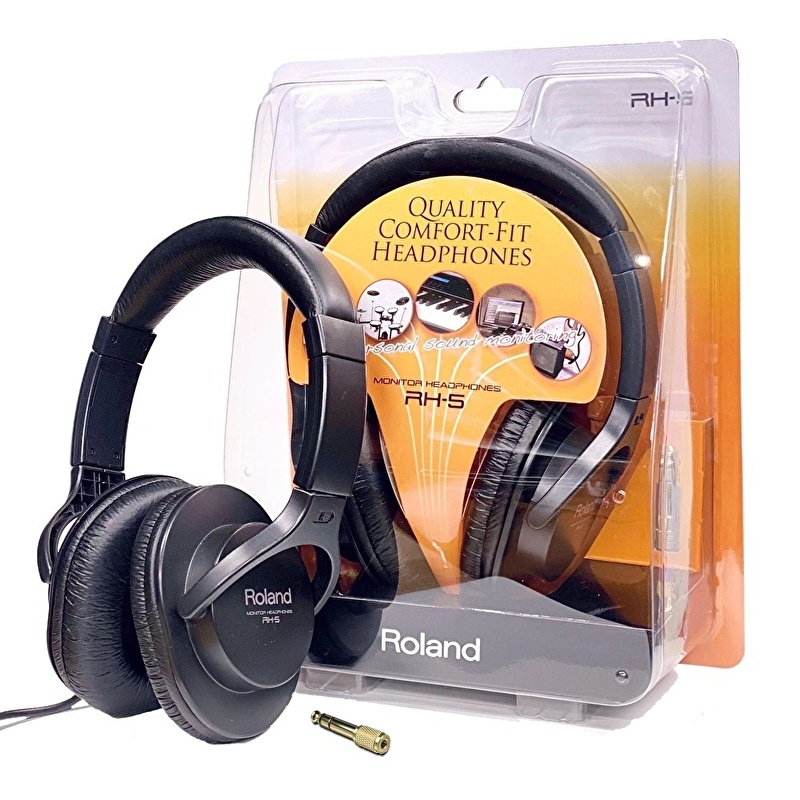 RH-5
QUALITY
COMFORT-FIT
HEADPHONES
personal sound monitoring
MONITOR HEADPHONES
RH-5
Roland
Roland
MONITOR HEADPHONES
RH-5
Roland